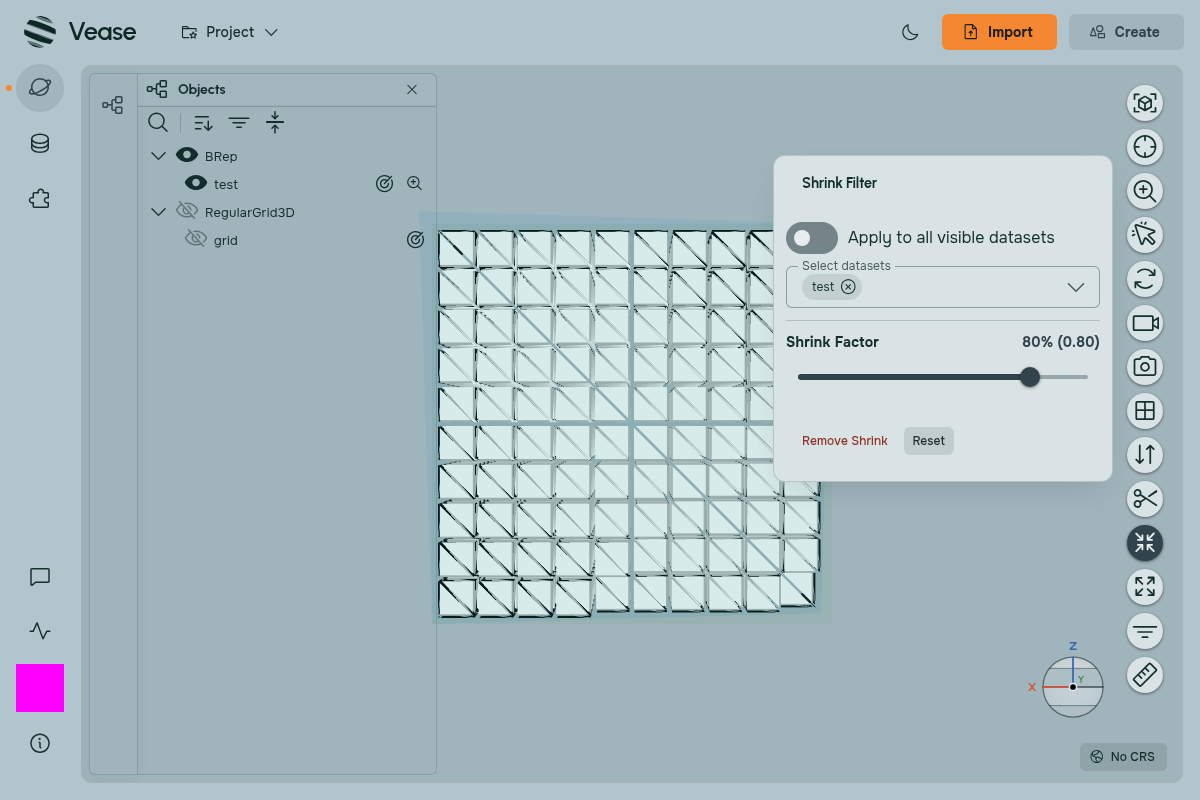 Vease
Project
Import
Create
Objects
BRep
test
RegularGrid3D
grid
Shrink Filter
Apply to all visible datasets
Select datasets
test
Shrink Factor
80% (0.80)
Remove Shrink
Reset
Z
X
Y
No CRS